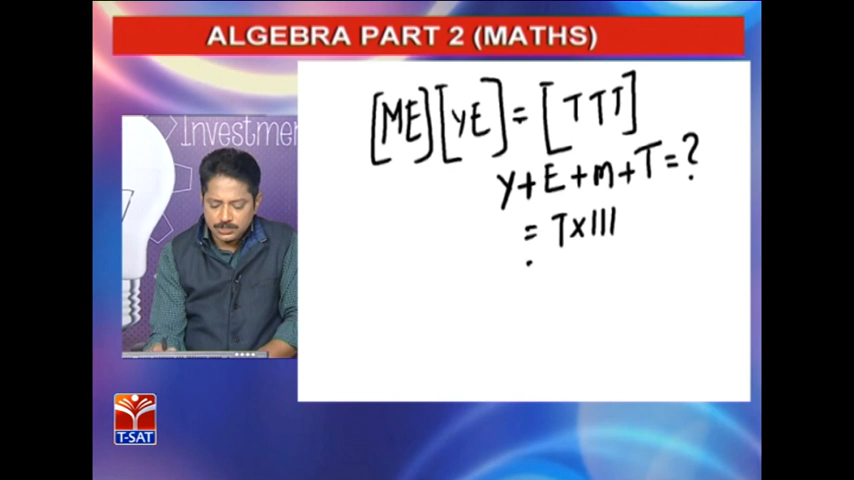 ALGEBRA PART 2 (MATHS)
[ME][YE] = [TTT]
Y+E+M+T=?
= T×111
Investmen
T-SAT